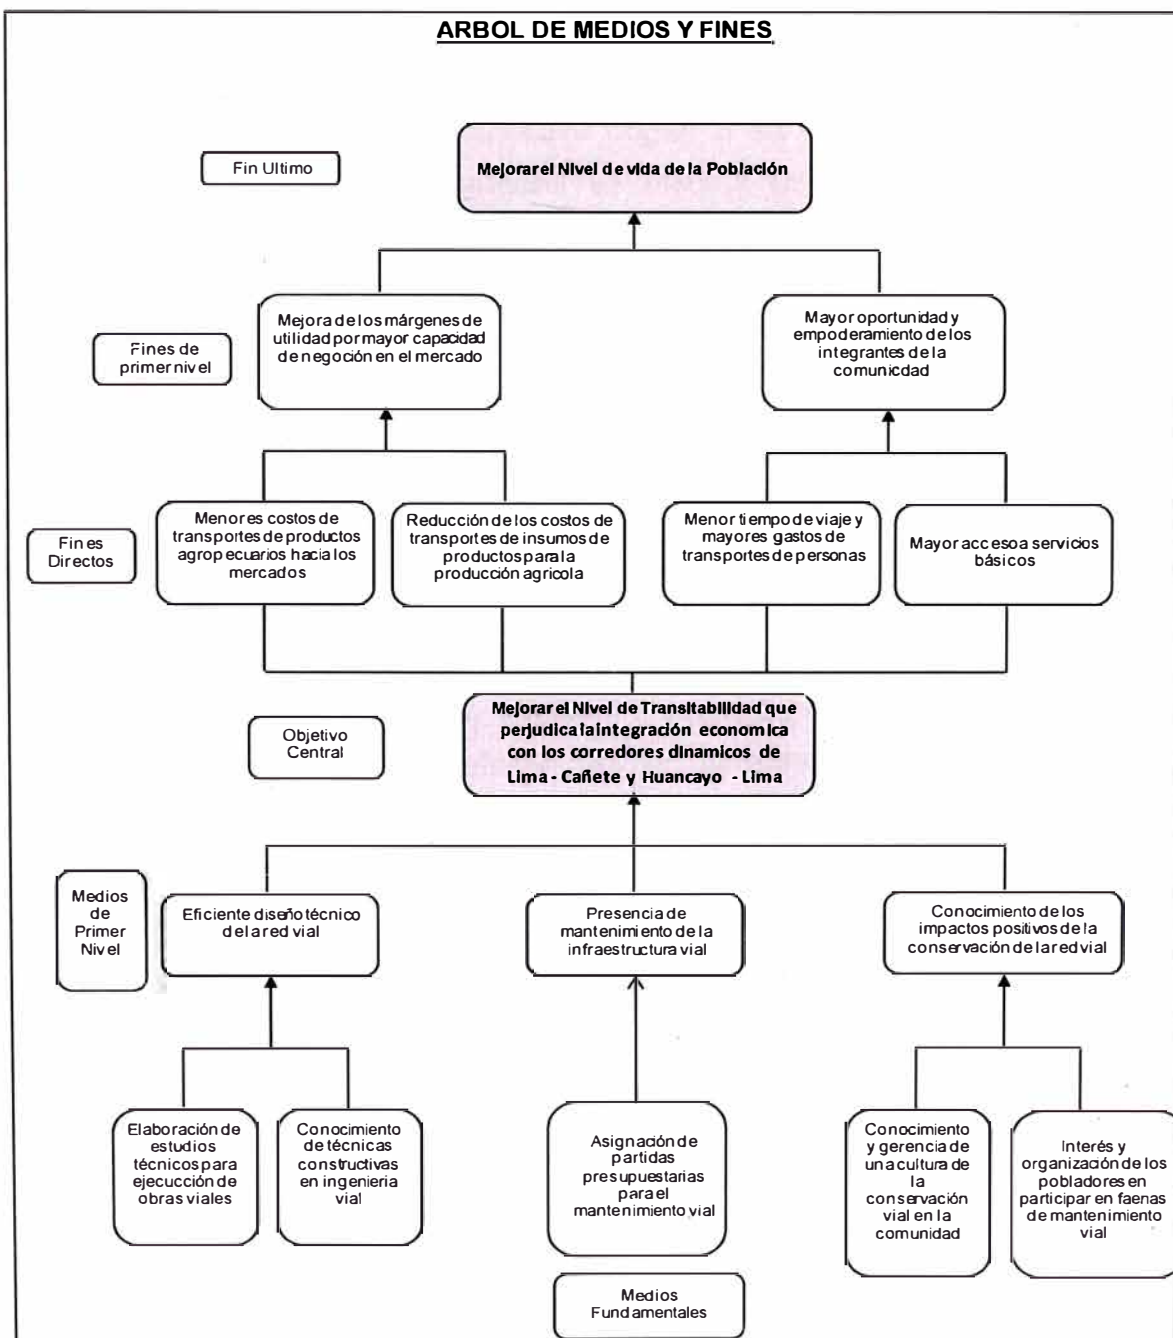 ARBOL DE MEDIOS Y FINES
Fin Ultimo
Mejorar el Nivel de vida de la Población
Fines de
primer nivel
Mejora de los márgenes de
utilidad por mayor capacidad
de negoción en el mercado
Mayor oportunidad y
empoderamiento de los
integrantes de la
comunicdad
Fines
Directos
Menores costos de
transportes de productos
agropecuarios hacia los
mercados
Reducción de los costos de
transportes de insumos de
productos para la
producción agricola
Menor tiempo de viaje y
mayores gastos de
transportes de personas
Mayor acceso a servicios
básicos
Objetivo
Central
Mejorar el Nivel de Transitabilidad que
perjudica la integración economica
con los corredores dinamicos de
Lima - Cañete y Huancayo - Lima
Medios
de
Primer
Nivel
Eficiente diseño técnico
de la red vial
Presencia de
mantenimiento de la
infraestructura vial
Conocimiento de los
impactos positivos de la
conservación de la red vial
Elaboración de
estudios
técnicos para
ejecución de
obras viales
Conocimiento
de técnicas
constructivas
en ingenieria
vial
Asignación de
partidas
presupuestarias
para el
mantenimiento vial
Conocimiento
y gerencia de
una cultura de
la
conservación
vial en la
comunidad
Interés y
organización de los
pobladores en
participar en faenas
de mantenimiento
vial
Medios
Fundamentales